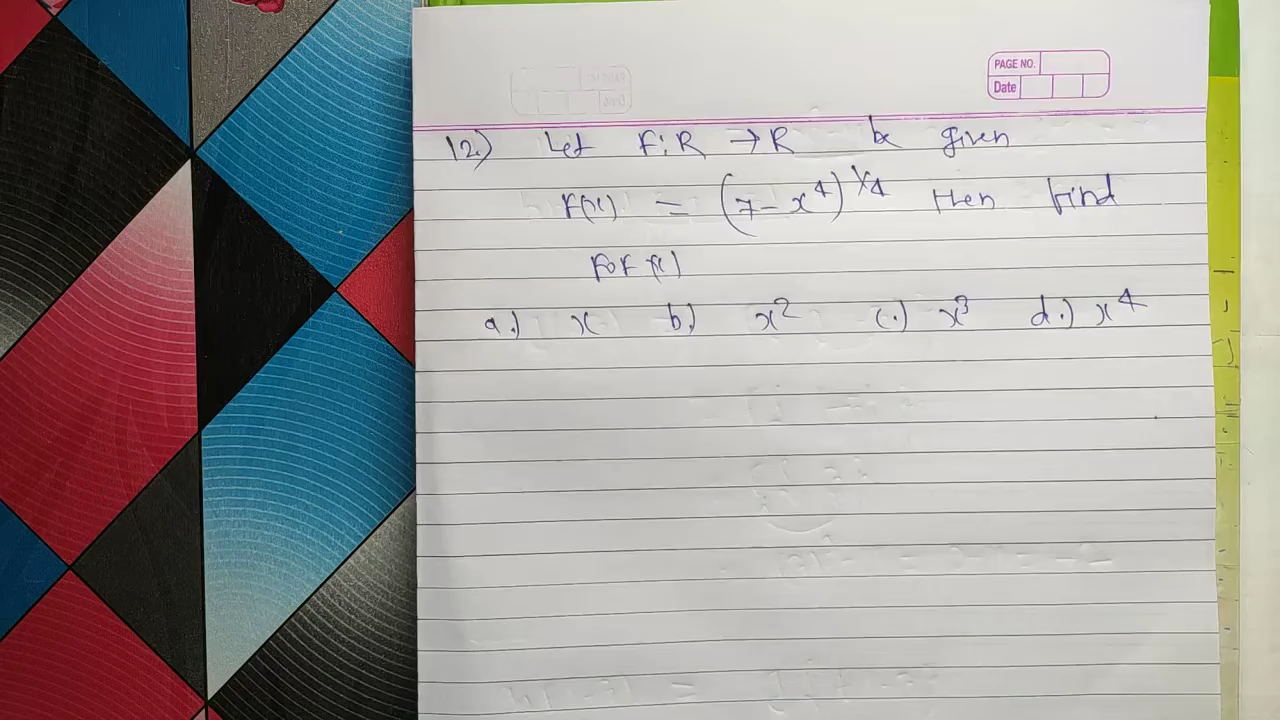 PAGE NO.
Date
12.) Let F: R → R be given
F(x) = (7 - x⁴)^1/4 then find
FoF(x)
a.) x b.) x² c.) x³ d.) x⁴